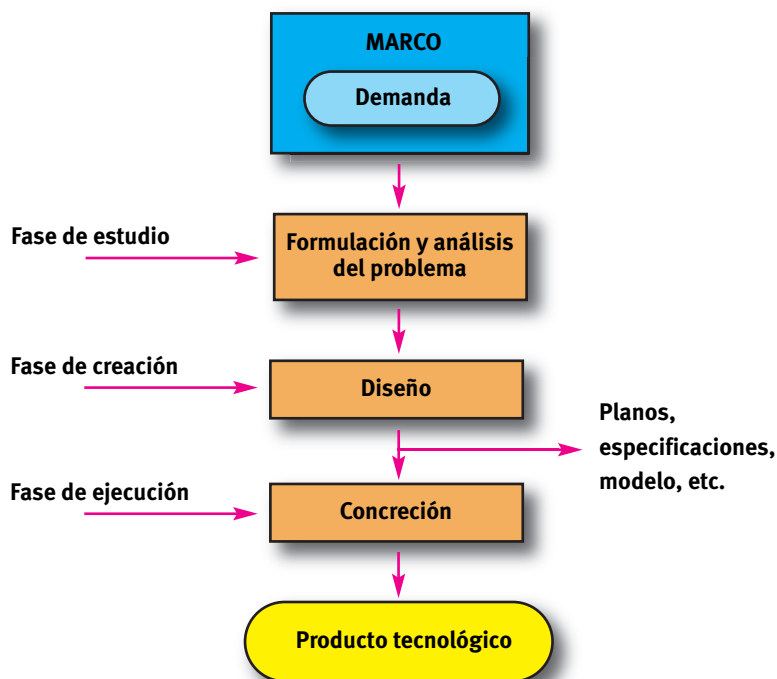 MARCO
Demanda
Fase de estudio
Formulación y análisis
del problema
Fase de creación
Diseño
Planos,
especificaciones,
modelo, etc.
Fase de ejecución
Concreción
Producto tecnológico